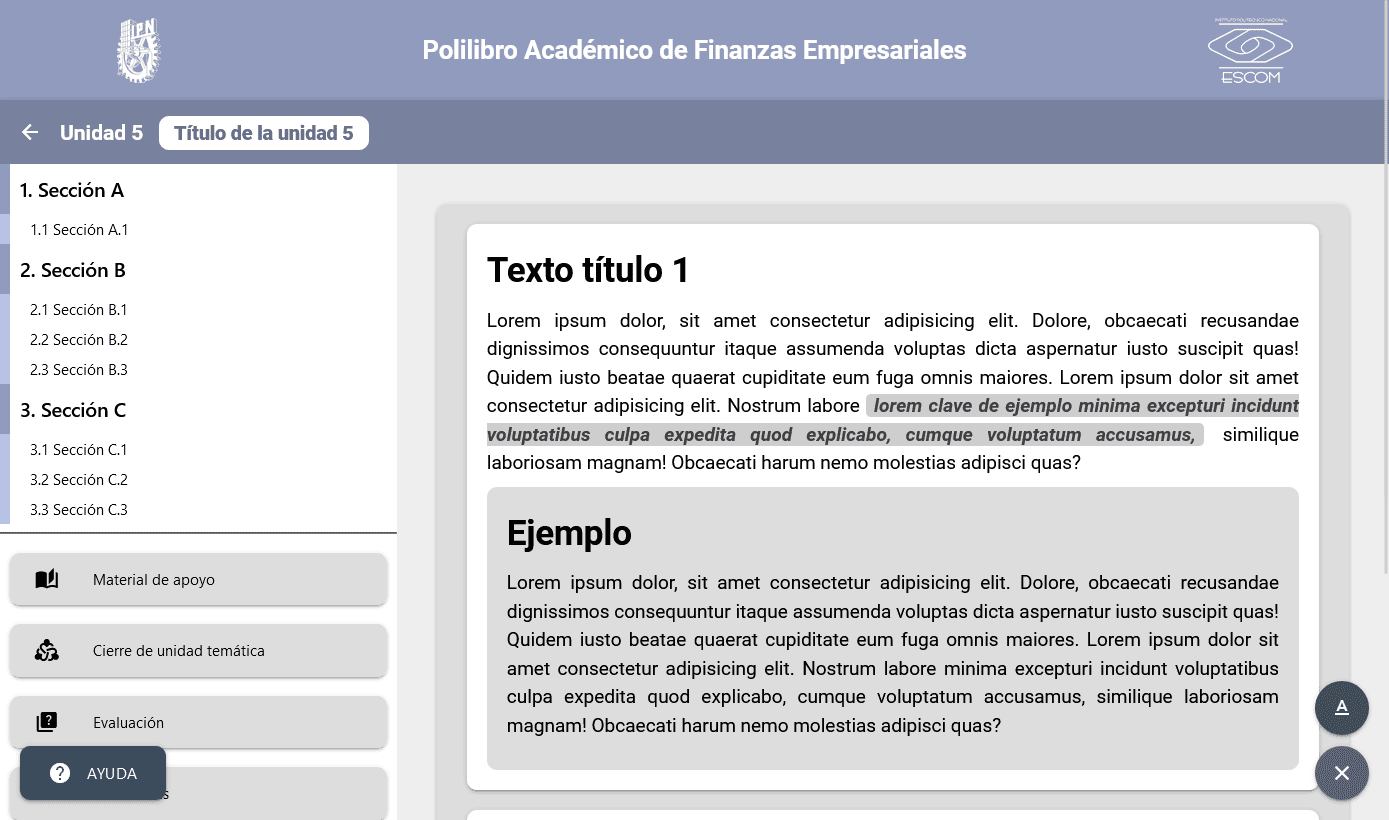 IPN
Polilibro Académico de Finanzas Empresariales
INSTITUTO POLITECNICO NACIONAL
ESCOM
Unidad 5
Título de la unidad 5
1. Sección A
1.1 Sección A.1
2. Sección B
2.1 Sección B.1
2.2 Sección B.2
2.3 Sección B.3
3. Sección C
3.1 Sección C.1
3.2 Sección C.2
3.3 Sección C.3
Material de apoyo
Cierre de unidad temática
Evaluación
AYUDA
Texto título 1
Lorem ipsum dolor, sit amet consectetur adipisicing elit. Dolore, obcaecati recusandae
dignissimos consequuntur itaque assumenda voluptas dicta aspernatur iusto suscipit quas!
Quidem iusto beatae quaerat cupiditate eum fuga omnis maiores. Lorem ipsum dolor sit amet
consectetur adipisicing elit. Nostrum labore lorem clave de ejemplo minima excepturi incidunt
voluptatibus culpa expedita quod explicabo, cumque voluptatum accusamus, similique
laboriosam magnam! Obcaecati harum nemo molestias adipisci quas?
Ejemplo
Lorem ipsum dolor, sit amet consectetur adipisicing elit. Dolore, obcaecati recusandae
dignissimos consequuntur itaque assumenda voluptas dicta aspernatur iusto suscipit quas!
Quidem iusto beatae quaerat cupiditate eum fuga omnis maiores. Lorem ipsum dolor sit
amet consectetur adipisicing elit. Nostrum labore minima excepturi incidunt voluptatibus
culpa expedita quod explicabo, cumque voluptatum accusamus, similique laboriosam
magnam! Obcaecati harum nemo molestias adipisci quas?
A